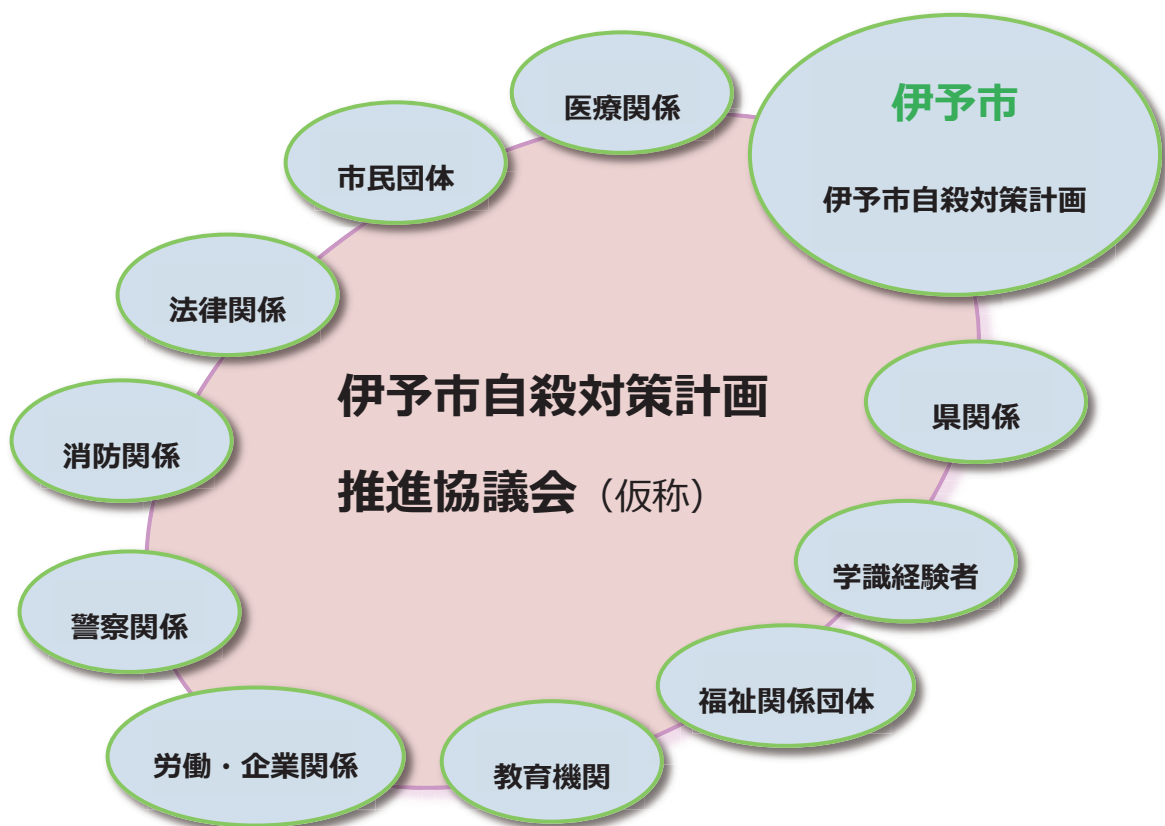 伊予市
伊予市自殺対策計画
医療関係
市民団体
法律関係
消防関係
警察関係
労働・企業関係
教育機関
福祉関係団体
学識経験者
県関係
伊予市自殺対策計画
推進協議会（仮称）